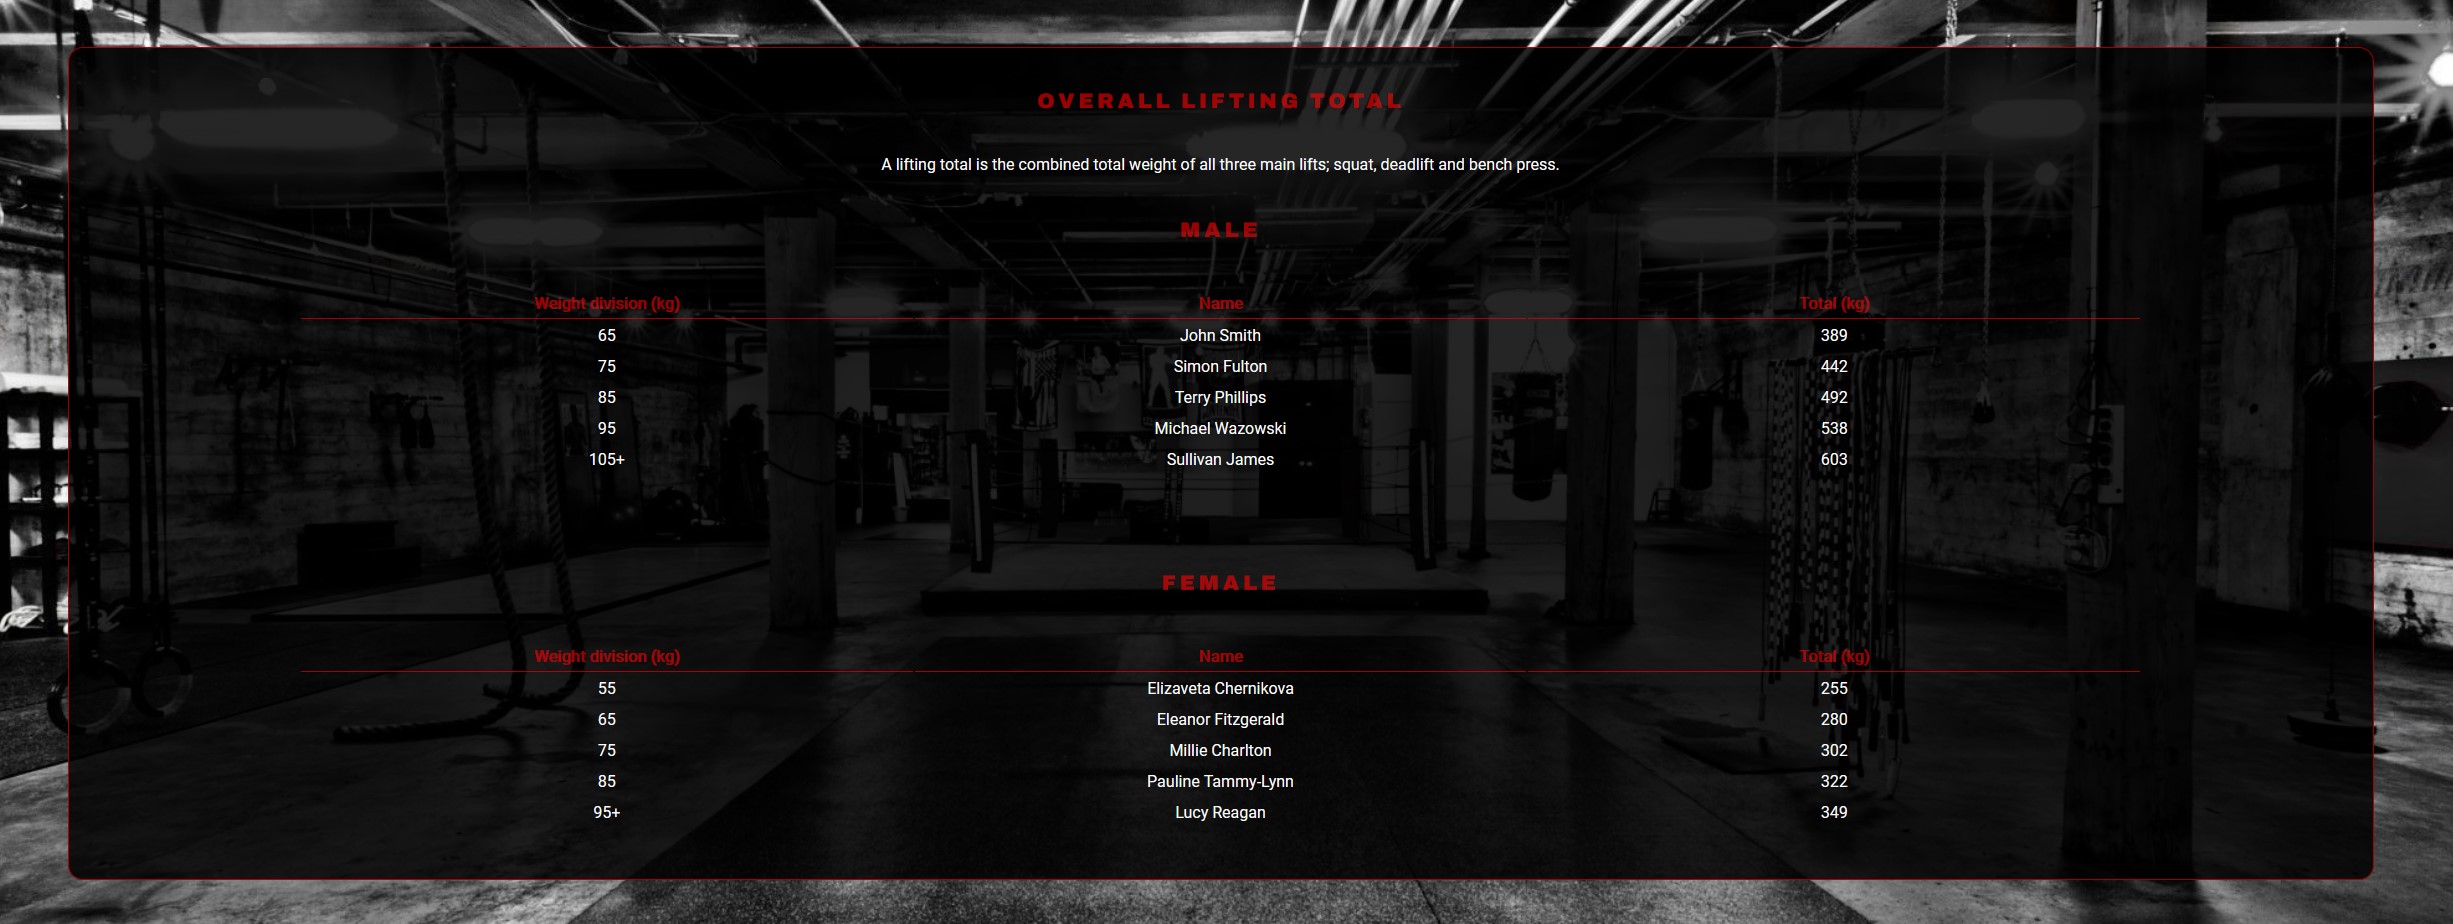 OVERALL LIFTING TOTAL
A lifting total is the combined total weight of all three main lifts; squat, deadlift and bench press.
MALE
Weight division (kg) Name Total (kg)
65 John Smith 389
75 Simon Fulton 442
85 Terry Phillips 492
95 Michael Wazowski 538
105+ Sullivan James 603
FEMALE
Weight division (kg) Name Total (kg)
55 Elizaveta Chernikova 255
65 Eleanor Fitzgerald 280
75 Millie Charlton 302
85 Pauline Tammy-Lynn 322
95+ Lucy Reagan 349